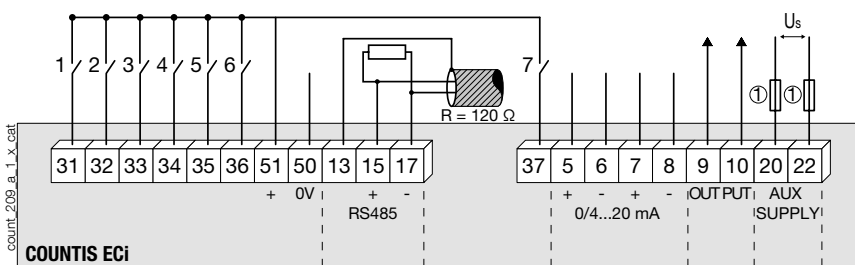 Us
1 2 3 4 5 6 7
① ①
R = 120 Ω
31 32 33 34 35 36 51 50 13 15 17 37 5 6 7 8 9 10 20 22
+ 0V + - + - + - OUTPUT AUX
RS485 0/4...20 mA SUPPLY
COUNTIS ECi
count_209_a_1_x_cat